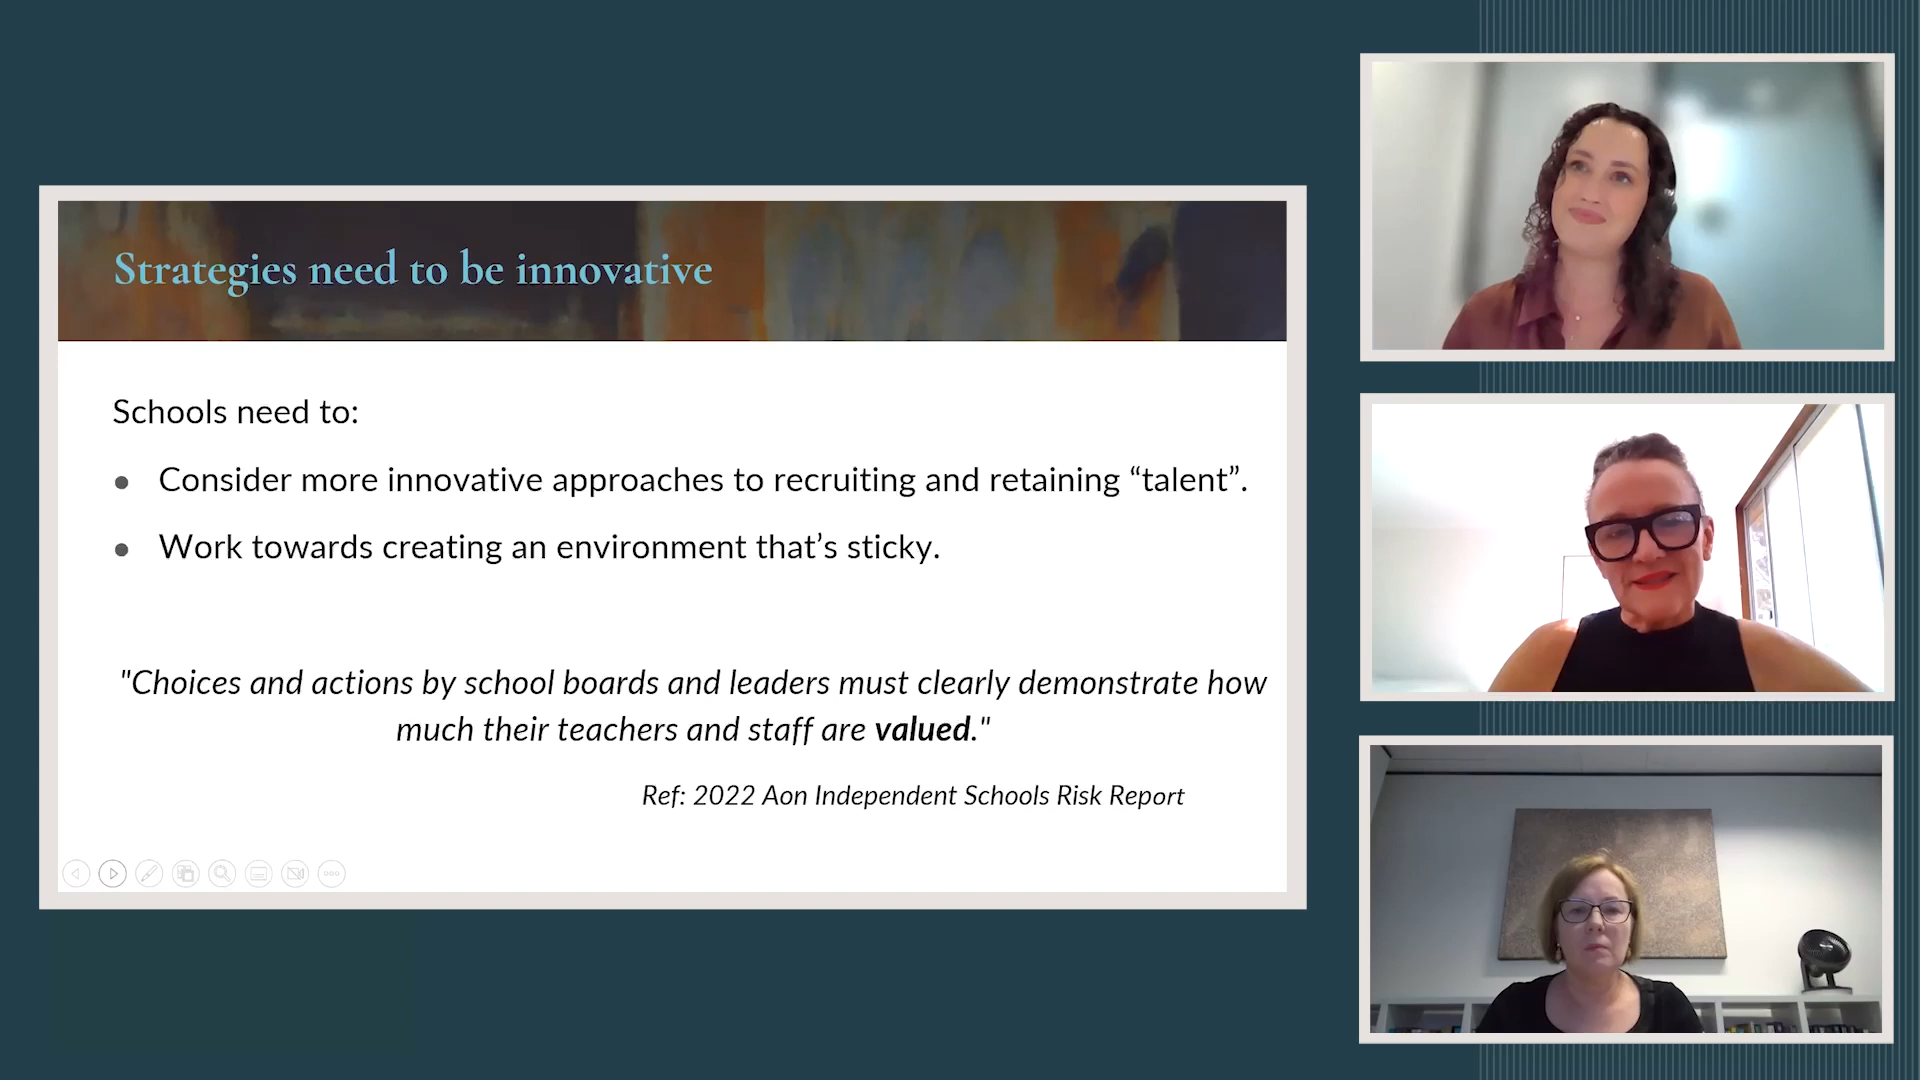 Strategies need to be innovative
Schools need to:
• Consider more innovative approaches to recruiting and retaining “talent”.
• Work towards creating an environment that’s sticky.
"Choices and actions by school boards and leaders must clearly demonstrate how
much their teachers and staff are valued."
Ref: 2022 Aon Independent Schools Risk Report